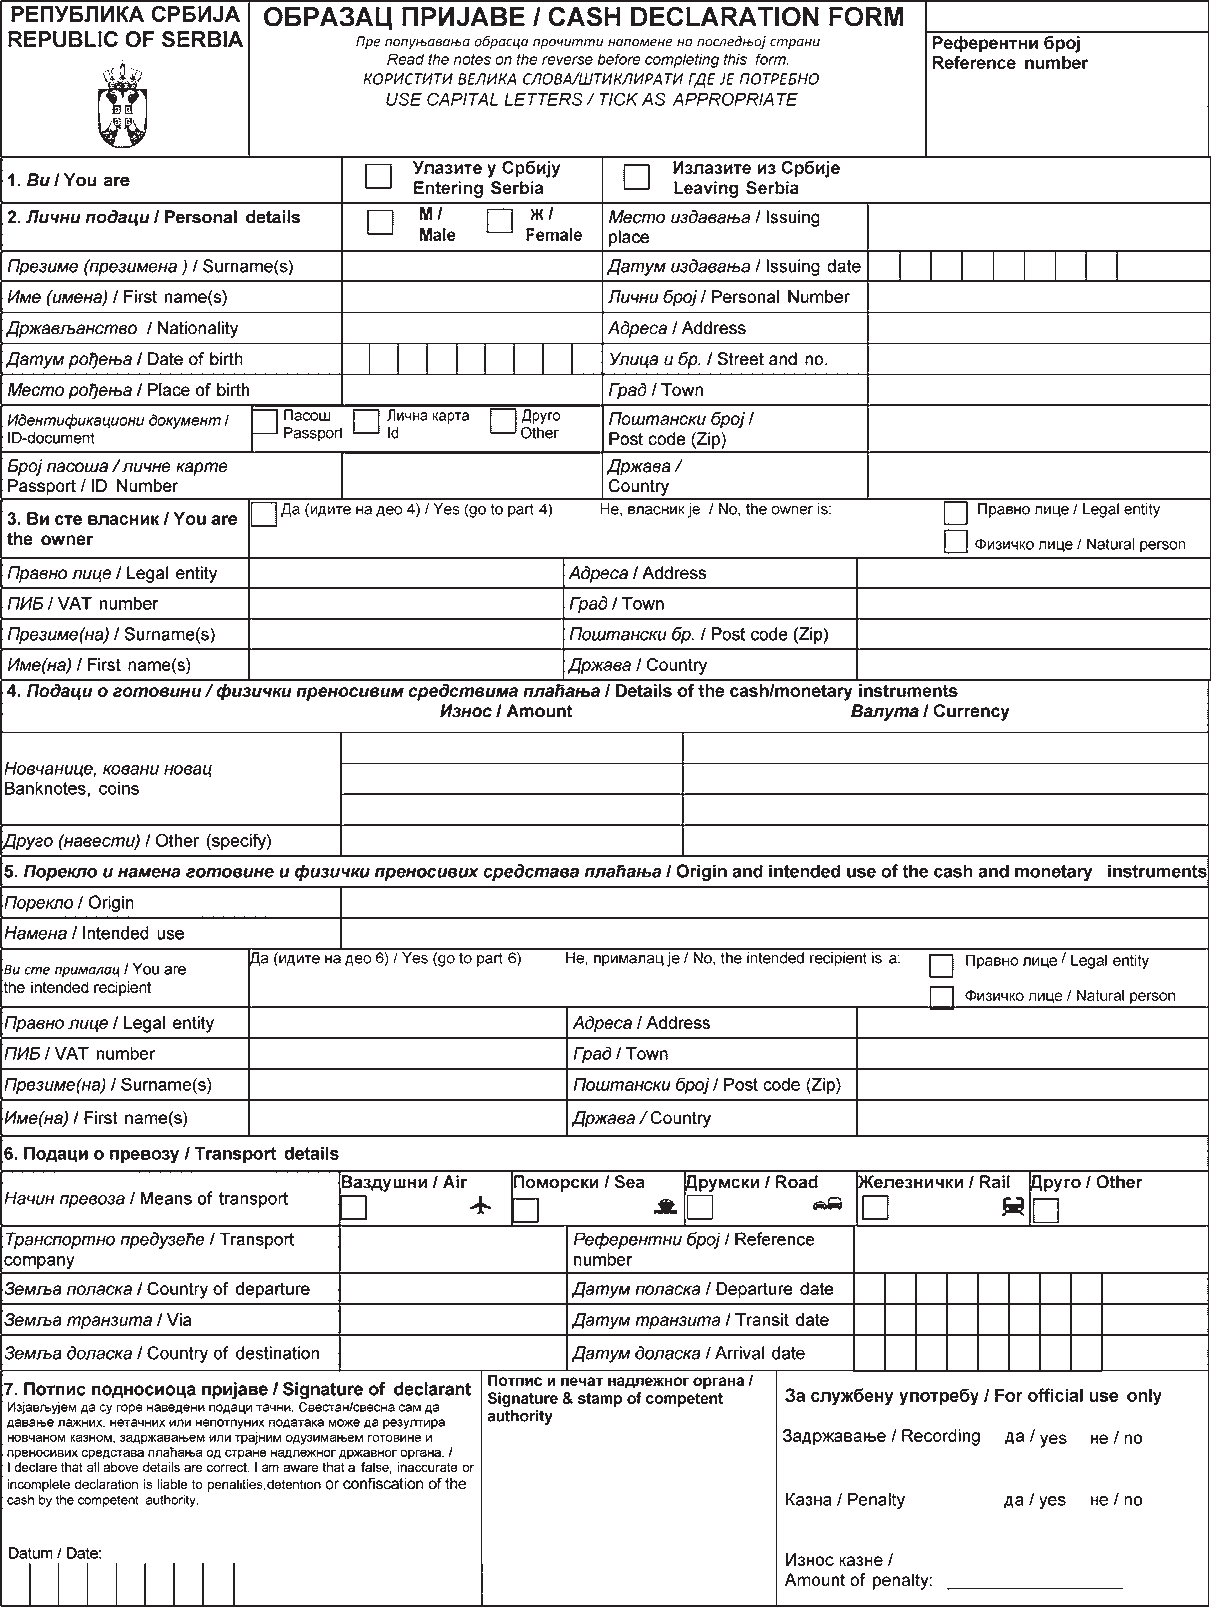 РЕПУБЛИКА СРБИЈА
REPUBLIC OF SERBIA
ОБРАЗАЦ ПРИЈАВЕ / CASH DECLARATION FORM
Пре попуњавања обрасца прочитти напомене на последњој страни
Read the notes on the reverse before completing this form.
КОРИСТИТИ ВЕЛИКА СЛОВА/ШТИКЛИРАТИ ГДЕ ЈЕ ПОТРЕБНО
USE CAPITAL LETTERS / TICK AS APPROPRIATE
Референтни број
Reference number
1. Ви / You are
Улазите у Србију
Entering Serbia
Излазите из Србије
Leaving Serbia
2. Лични подаци / Personal details
М /
Male
Ж /
Female
Место издавања / Issuing
place
Презиме (презимена ) / Surname(s)
Датум издавања / Issuing date
Име (имена) / First name(s)
Лични број / Personal Number
Држављанство / Nationality
Адреса / Address
Датум рођења / Date of birth
Улица и бр. / Street and no.
Место рођења / Place of birth
Град / Town
Идентификациони документ /
ID-document
Пасош
Passport
Лична карта
Id
Друго
Other
Поштански број /
Post code (Zip)
Број пасоша / личне карте
Passport / ID Number
Држава /
Country
3. Ви сте власник / You are
the owner
Да (идите на део 4) / Yes (go to part 4)
Не, власник је / No, the owner is:
Правно лице / Legal entity
Физичко лице / Natural person
Правно лице / Legal entity
Адреса / Address
ПИБ / VAT number
Град / Town
Презиме(на) / Surname(s)
Поштански бр. / Post code (Zip)
Име(на) / First name(s)
Држава / Country
4. Подаци о готовини / физички преносивим средствима плаћања / Details of the cash/monetary instruments
Износ / Amount
Валута / Currency
Новчанице, ковани новац
Banknotes, coins
Друго (навести) / Other (specify)
5. Порекло и намена готовине и физички преносивих средстава плаћања / Origin and intended use of the cash and monetary instruments
Порекло / Origin
Намена / Intended use
Ви сте прималац / You are
the intended recipient
Да (идите на део 6) / Yes (go to part 6)
Не, прималац је / No, the intended recipient is a:
Правно лице / Legal entity
Физичко лице / Natural person
Правно лице / Legal entity
Адреса / Address
ПИБ / VAT number
Град / Town
Презиме(на) / Surname(s)
Поштански број / Post code (Zip)
Име(на) / First name(s)
Држава / Country
6. Подаци о превозу / Transport details
Начин превоза / Means of transport
Ваздушни / Air
Поморски / Sea
Друмски / Road
Железнички / Rail
Друго / Other
Транспортно предузеће / Transport
company
Референтни број / Reference
number
Земља поласка / Country of departure
Датум поласка / Departure date
Земља транзита / Via
Датум транзита / Transit date
Земља доласка / Country of destination
Датум доласка / Arrival date
7. Потпис подносиоца пријаве / Signature of declarant
Изјављујем да су горе наведени подаци тачни. Свестан/свесна сам да
давање лажних, нетачних или непотпуних података може да резултира
новчаном казном, задржавањем или трајним одузимањем готовине и
преносивих средстава плаћања од стране надлежног државног органа. /
I declare that all above details are correct. I am aware that a false, inaccurate or
incomplete declaration is liable to penalities,detention or confiscation of the
cash by the competent authority.
Datum / Date:
Потпис и печат надлежног органа /
Signature & stamp of competent
authority
За службену употребу / For official use only
Задржавање / Recording да / yes не / no
Казна / Penalty да / yes не / no
Износ казне /
Amount of penalty: